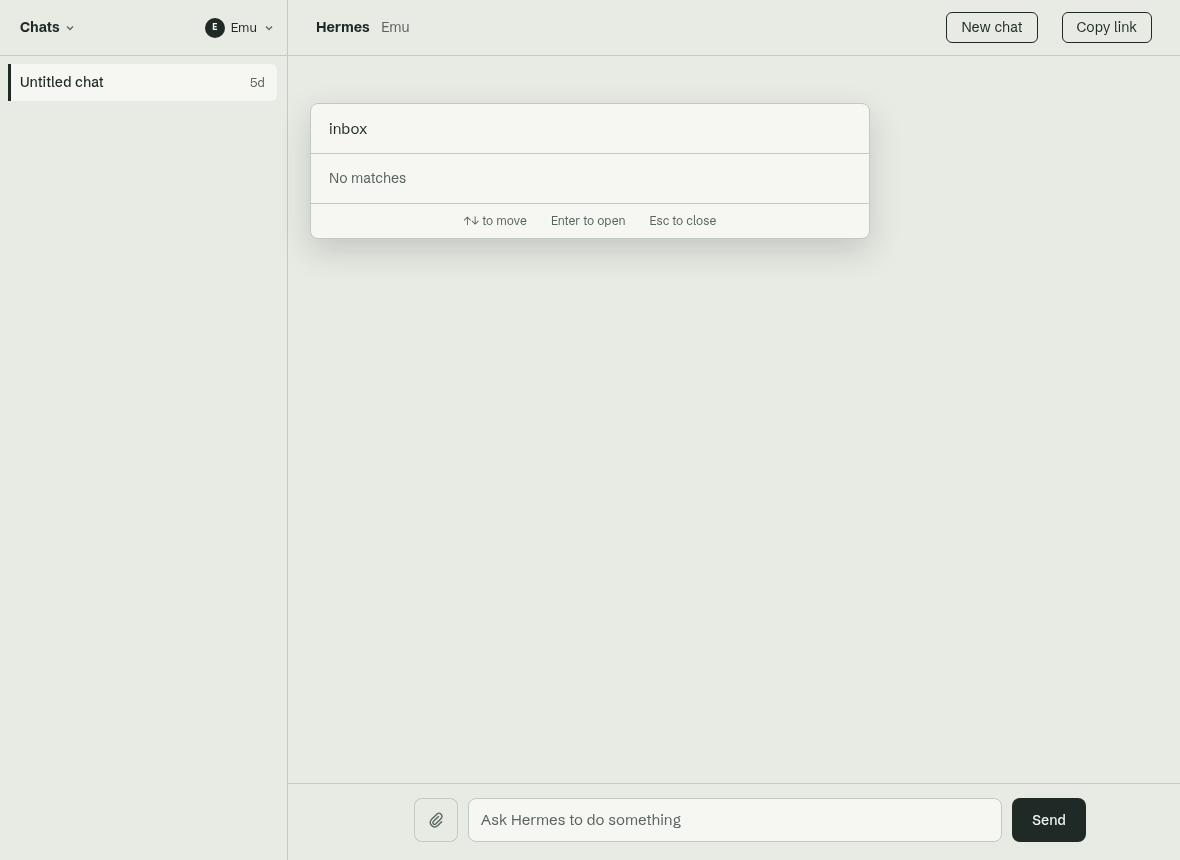 Chats
E Emu
Hermes Emu
New chat
Copy link
Untitled chat 5d
inbox
No matches
↑↓ to move Enter to open Esc to close
Ask Hermes to do something
Send